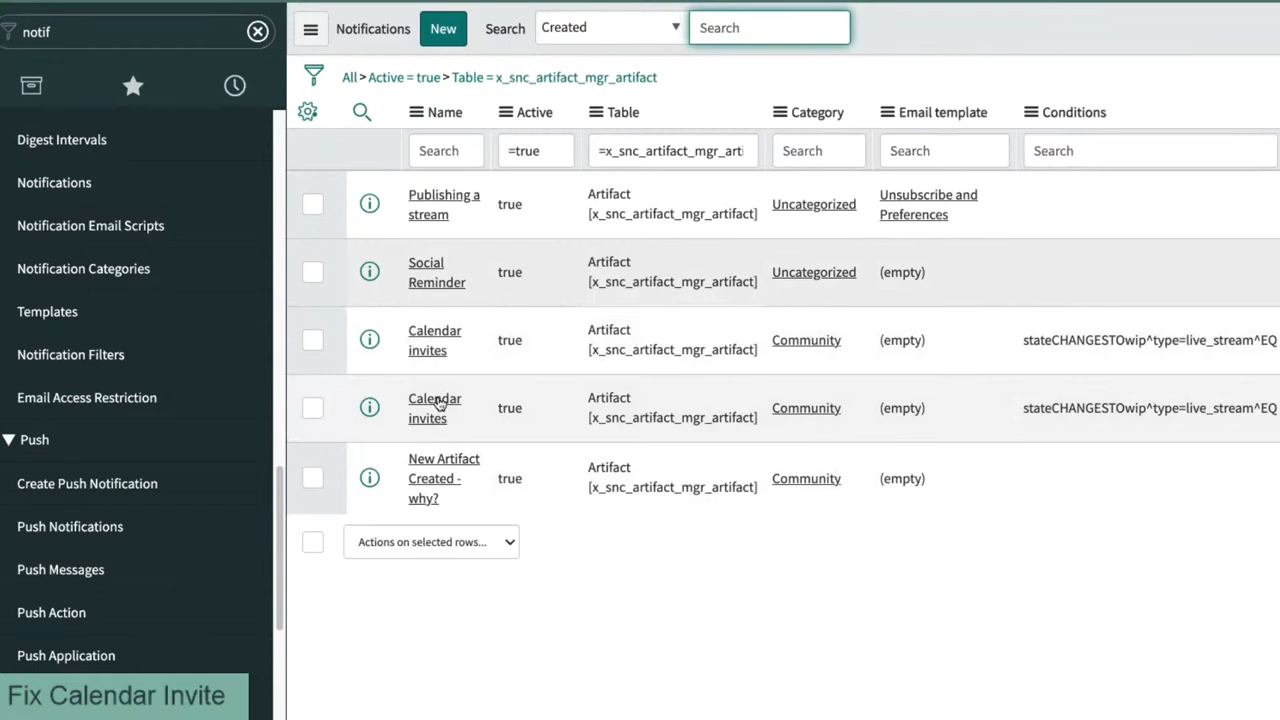 notif
Notifications
New
Search
Created
Search
All > Active = true > Table = x_snc_artifact_mgr_artifact
Name
Active
Table
Category
Email template
Conditions
Search
=true
=x_snc_artifact_mgr_arti
Search
Search
Search
Publishing a
stream
true
Artifact
[x_snc_artifact_mgr_artifact]
Uncategorized
Unsubscribe and
Preferences
Social
Reminder
true
Artifact
[x_snc_artifact_mgr_artifact]
Uncategorized
(empty)
Calendar
invites
true
Artifact
[x_snc_artifact_mgr_artifact]
Community
(empty)
stateCHANGESTOwip^type=live_stream^EQ
Calendar
invites
true
Artifact
[x_snc_artifact_mgr_artifact]
Community
(empty)
stateCHANGESTOwip^type=live_stream^EQ
New Artifact
Created -
why?
true
Artifact
[x_snc_artifact_mgr_artifact]
Community
(empty)
Actions on selected rows...
Digest Intervals
Notifications
Notification Email Scripts
Notification Categories
Templates
Notification Filters
Email Access Restriction
Push
Create Push Notification
Push Notifications
Push Messages
Push Action
Push Application
Fix Calendar Invite